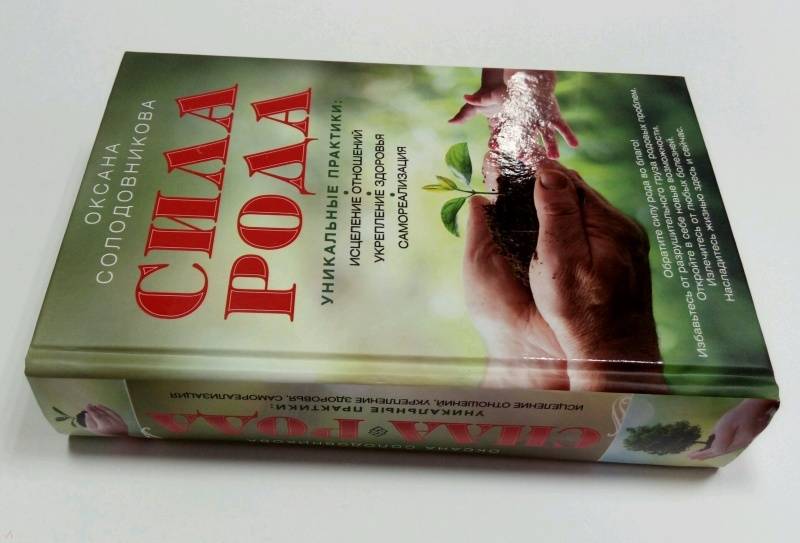 ОКСАНА
СОЛОДОВНИКОВА
СИЛА
РОДА
УНИКАЛЬНЫЕ ПРАКТИКИ:
ИСЦЕЛЕНИЕ ОТНОШЕНИЙ
УКРЕПЛЕНИЕ ЗДОРОВЬЯ
САМОРЕАЛИЗАЦИЯ
Обратите силу рода во благо!
Избавьтесь от разрушительного груза родовых проблем.
Откройте в себе новые возможности.
Излечитесь от любых болезней.
Насладитесь жизнью здесь и сейчас.
ОКСАНА СОЛОДОВНИКОВА
СИЛА РОДА
УНИКАЛЬНЫЕ ПРАКТИКИ:
ИСЦЕЛЕНИЕ ОТНОШЕНИЙ, УКРЕПЛЕНИЕ ЗДОРОВЬЯ, САМОРЕАЛИЗАЦИЯ